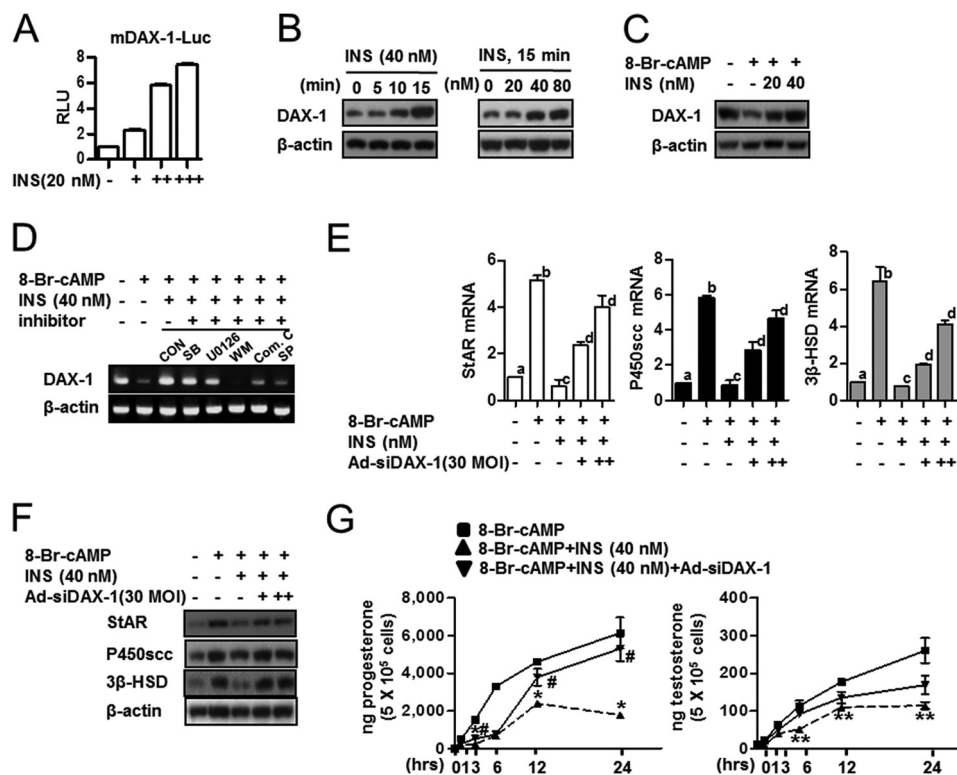 A
mDAX-1-Luc
RLU
8
6
4
2
0
INS(20 nM) - + ++ +++
B
INS (40 nM)
(min) 0 5 10 15
INS, 15 min
(nM) 0 20 40 80
DAX-1
β-actin
C
8-Br-cAMP - + + +
INS (nM) - - 20 40
DAX-1
β-actin
D
8-Br-cAMP - + + + + + + +
INS (40 nM) - - + + + + + +
inhibitor - - + + + + + +
CON SB U0126 WM Com. C SP
DAX-1
β-actin
E
StAR mRNA
6
4
2
0
a b c d d
P450scc mRNA
8
6
4
2
0
a b c d d
3β-HSD mRNA
8
6
4
2
0
a b c d d
8-Br-cAMP - + + + + - + + + + - + + + +
INS (nM) - - + + + - - + + + - - + + +
Ad-siDAX-1(30 MOI) - - - + ++ - - - + ++ - - - + ++
F
8-Br-cAMP - + + + +
INS (40 nM) - - + + +
Ad-siDAX-1(30 MOI) - - - + ++
StAR
P450scc
3β-HSD
β-actin
G
8-Br-cAMP
8-Br-cAMP+INS (40 nM)
8-Br-cAMP+INS (40 nM)+Ad-siDAX-1
ng progesterone
(5 X 10⁵ cells)
8,000
6,000
4,000
2,000
0
*# # * # *
(hrs) 0 1 3 6 12 24
ng testosterone
(5 X 10⁵ cells)
400
300
200
100
0
** ** **
0 1 3 6 12 24